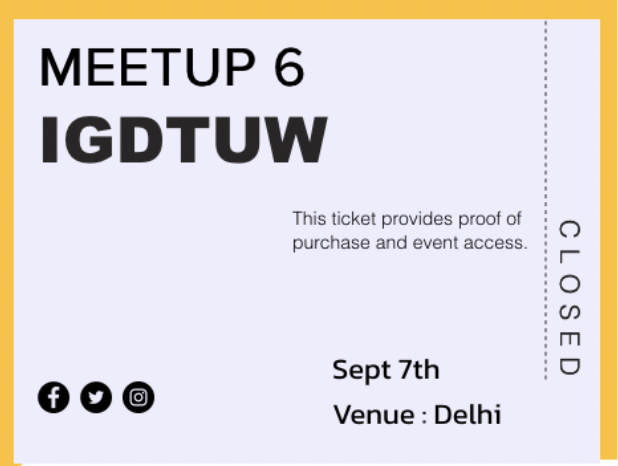 MEETUP 6
IGDTUW
This ticket provides proof of
purchase and event access.
CLOSED
Sept 7th
Venue : Delhi